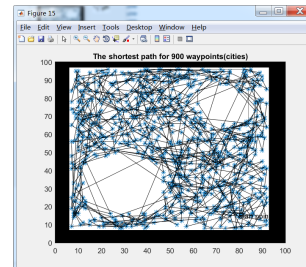 Figure 15
File Edit View Insert Tools Desktop Window Help
The shortest path for 900 waypoints(cities)
100
90
80
70
60
50
40
30
20
10
0
0 10 20 30 40 50 60 70 80 90 100